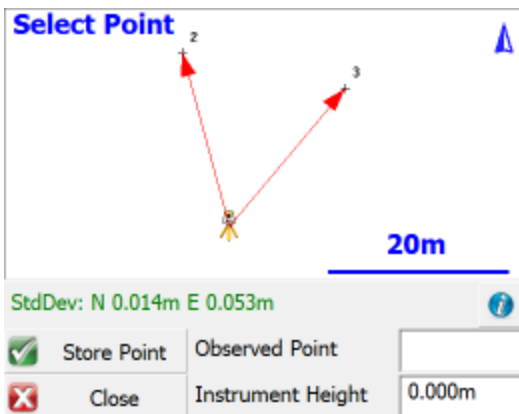 Select Point
2
3
20m
StdDev: N 0.014m E 0.053m
Store Point
Observed Point
Close
Instrument Height
0.000m